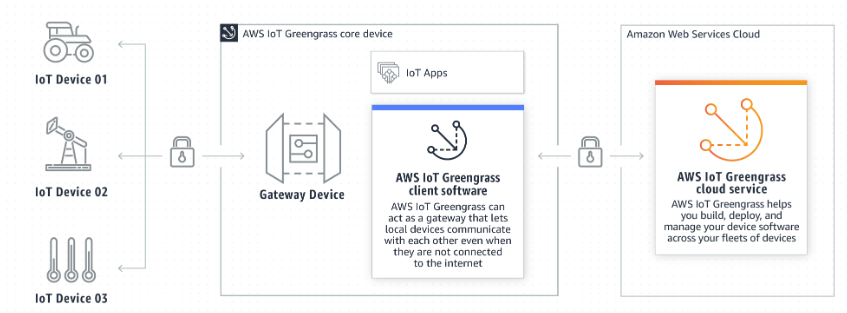 AWS IoT Greengrass core device
Amazon Web Services Cloud
IoT Device 01
IoT Apps
IoT Device 02
Gateway Device
AWS IoT Greengrass
client software
AWS IoT Greengrass can
act as a gateway that lets
local devices communicate
with each other even when
they are not connected
to the internet
AWS IoT Greengrass
cloud service
AWS IoT Greengrass helps
you build, deploy, and
manage your device software
across your fleets of devices
IoT Device 03